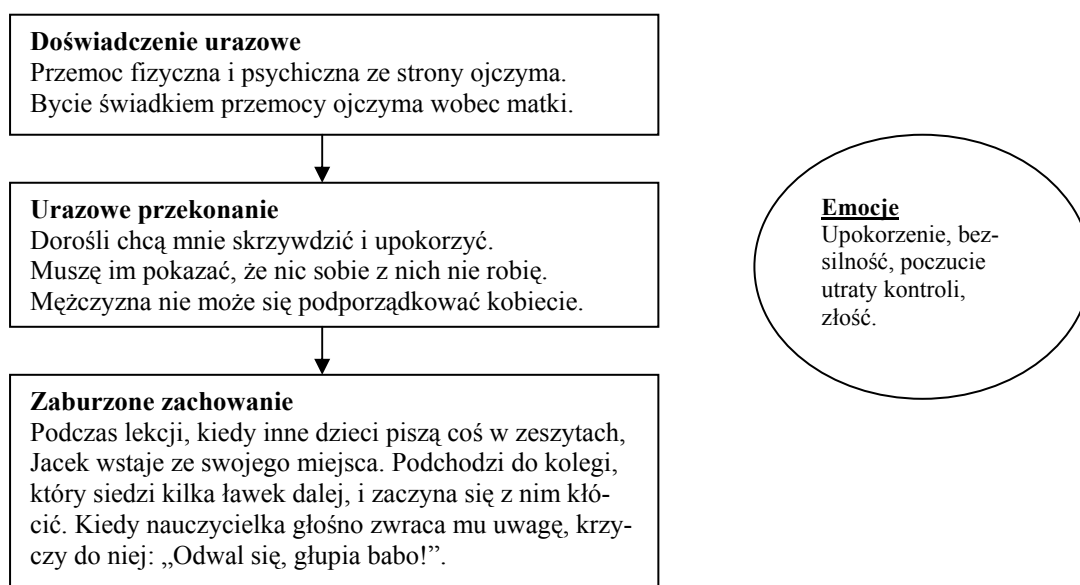 Doświadczenie urazowe
Przemoc fizyczna i psychiczna ze strony ojczyma.
Bycie świadkiem przemocy ojczyma wobec matki.
Urazowe przekonanie
Dorośli chcą mnie skrzywdzić i upokorzyć.
Muszę im pokazać, że nic sobie z nich nie robię.
Mężczyzna nie może się podporządkować kobiecie.
Emocje
Upokorzenie, bez-
silność, poczucie
utraty kontroli,
złość.
Zaburzone zachowanie
Podczas lekcji, kiedy inne dzieci piszą coś w zeszytach,
Jacek wstaje ze swojego miejsca. Podchodzi do kolegi,
który siedzi kilka ławek dalej, i zaczyna się z nim kłó-
cić. Kiedy nauczycielka głośno zwraca mu uwagę, krzy-
czy do niej: „Odwal się, głupia babo!”.